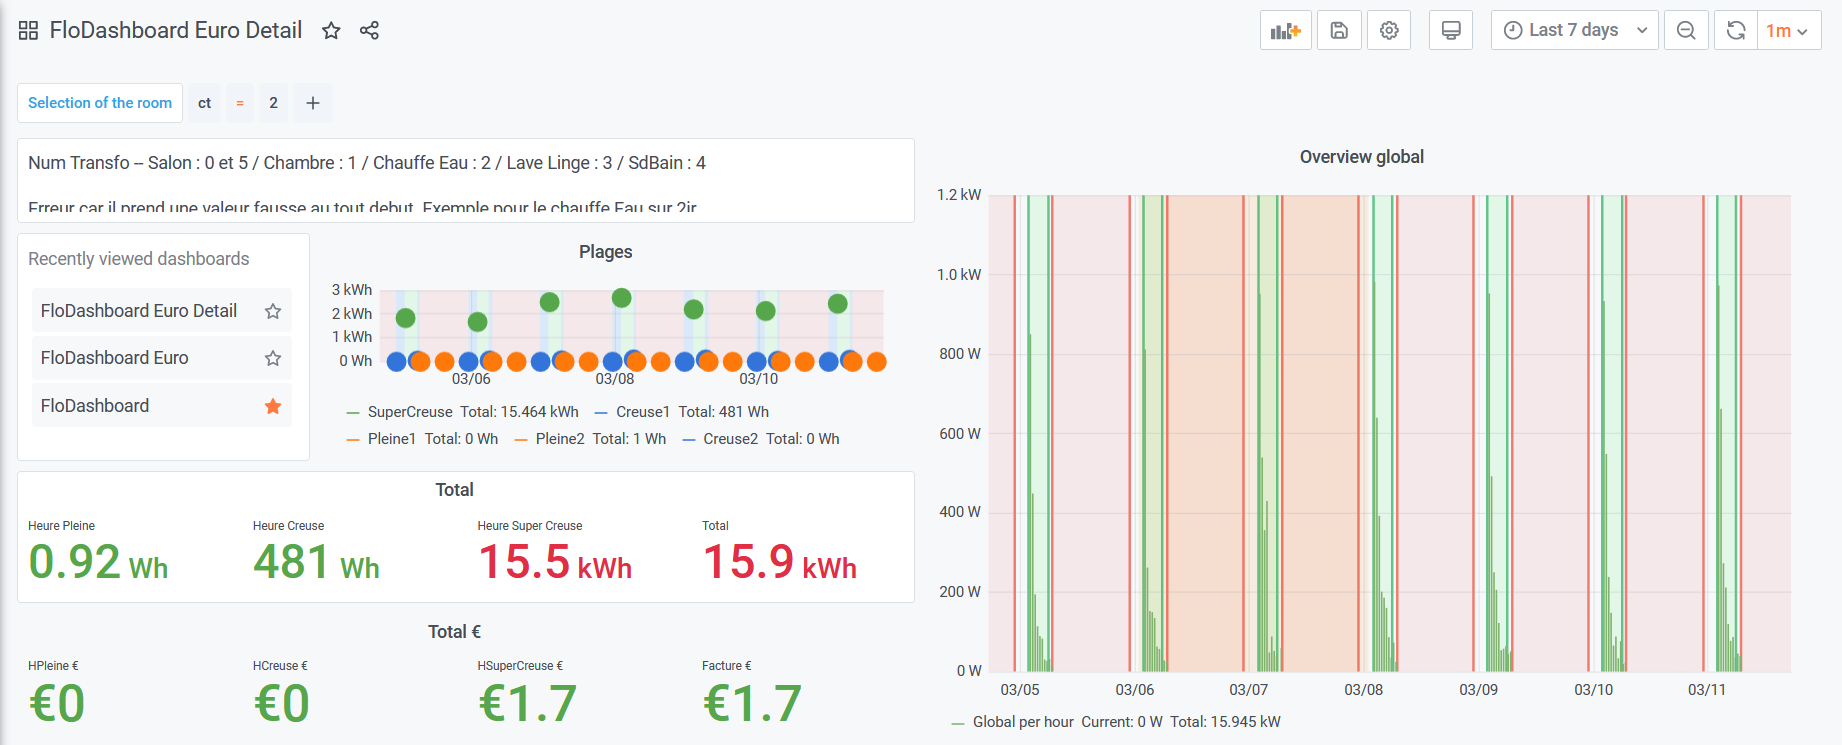 FloDashboard Euro Detail
Last 7 days
1m
Selection of the room ct = 2 +
Num Transfo -- Salon : 0 et 5 / Chambre : 1 / Chauffe Eau : 2 / Lave Linge : 3 / SdBain : 4
Erreur car il prend une valeur fausse au tout debut. Exemple pour le chauffe Eau sur 2jr
Recently viewed dashboards
FloDashboard Euro Detail
FloDashboard Euro
FloDashboard
Plages
3 kWh
2 kWh
1 kWh
0 Wh
03/06 03/08 03/10
SuperCreuse Total: 15.464 kWh Creuse1 Total: 481 Wh
Pleine1 Total: 0 Wh Pleine2 Total: 1 Wh Creuse2 Total: 0 Wh
Total
Heure Pleine Heure Creuse Heure Super Creuse Total
0.92 Wh 481 Wh 15.5 kWh 15.9 kWh
Total €
HPleine € HCreuse € HSuperCreuse € Facture €
€0 €0 €1.7 €1.7
Overview global
1.2 kW
1.0 kW
800 W
600 W
400 W
200 W
0 W
03/05 03/06 03/07 03/08 03/09 03/10 03/11
Global per hour Current: 0 W Total: 15.945 kW